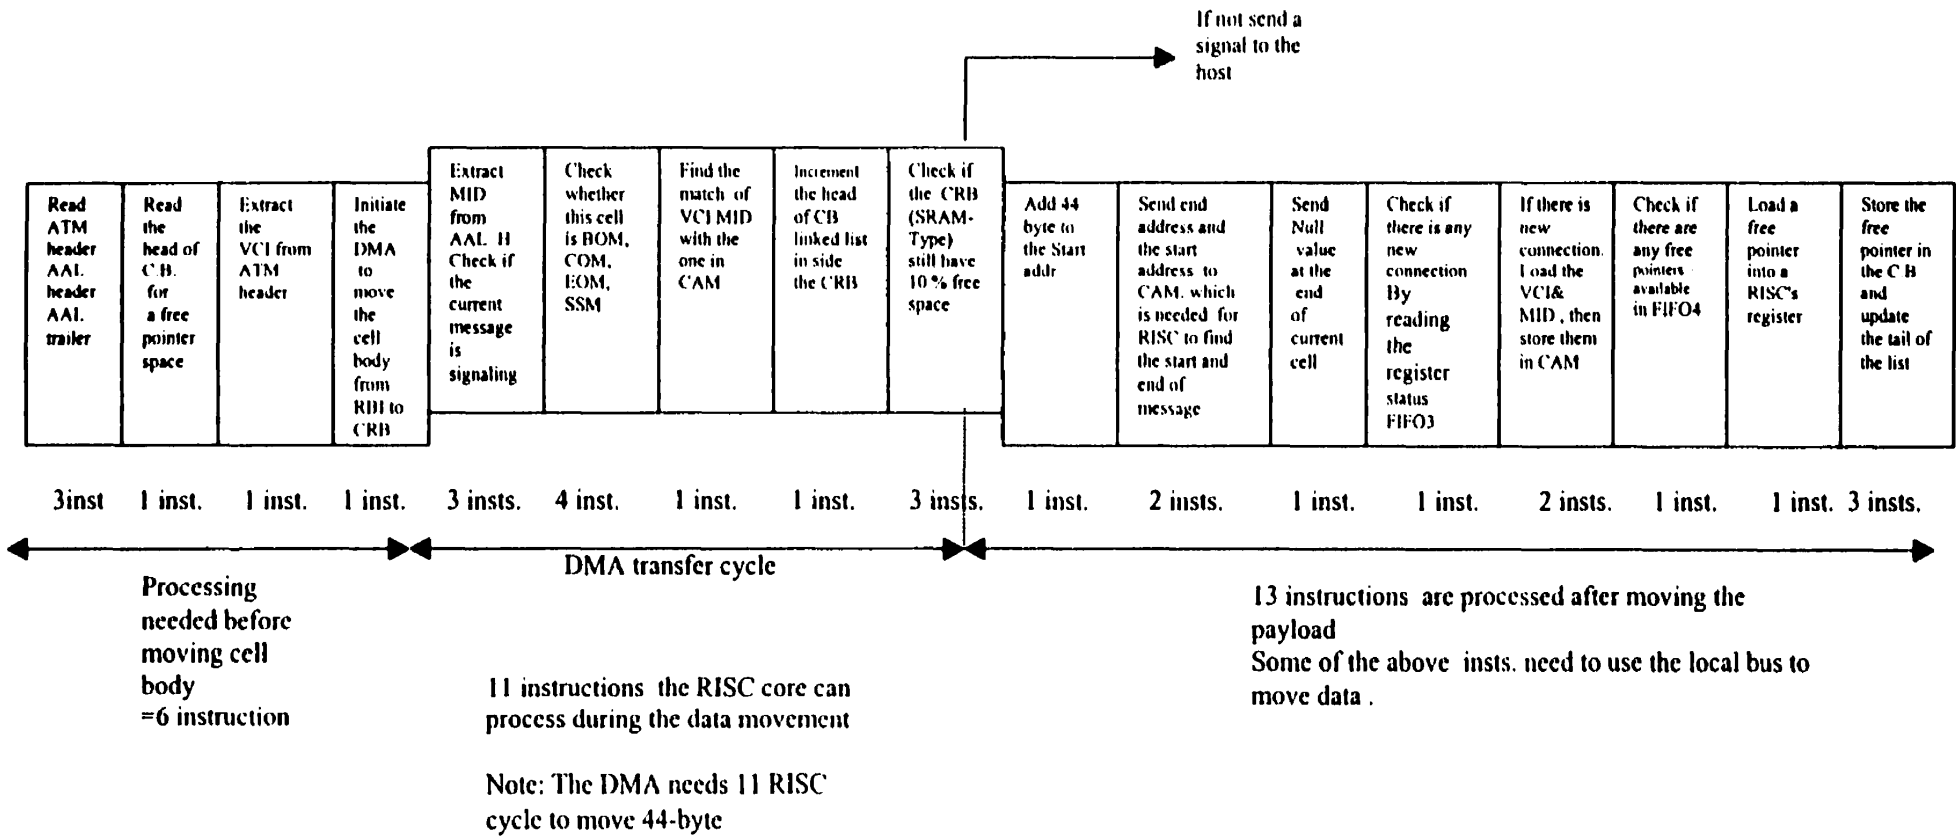 If not send a
signal to the
host
Read
ATM
header
AAL
header
AAL
trailer
Read
the
head of
C.B.
for
a free
pointer
space
Extract
the
VCI from
ATM
header
Initiate
the
DMA
to
move
the
cell
body
from
RBI to
CRB
Extract
MID
from
AAL H
Check if
the
current
message
is
signaling
Check
whether
this cell
is BOM,
COM,
EOM,
SSM
Find the
match of
VCI MID
with the
one in
CAM
Increment
the head
of CB
linked list
in side
the CRB
Check if
the CRB
(SRAM-
Type)
still have
10 % free
space
Add 44
byte to
the Start
addr
Send end
address and
the start
address to
CAM, which
is needed for
RISC to find
the start and
end of
message
Send
Null
value
at the
end
of
current
cell
Check if
there is any
new
connection
By
reading
the
register
status
FIFO3
If there is
new
connection.
Load the
VCI&
MID , then
store them
in CAM
Check if
there are
any free
pointers
available
in FIFO4
Load a
free
pointer
into a
RISC's
register
Store the
free
pointer in
the C.B
and
update
the tail of
the list
3inst 1 inst. 1 inst. 1 inst. 3 insts. 4 inst. 1 inst. 1 inst. 3 insts. 1 inst. 2 insts. 1 inst. 1 inst. 2 insts. 1 inst. 1 inst. 3 insts.
DMA transfer cycle
Processing
needed before
moving cell
body
=6 instruction
11 instructions the RISC core can
process during the data movement
Note: The DMA needs 11 RISC
cycle to move 44-byte
13 instructions are processed after moving the
payload
Some of the above insts. need to use the local bus to
move data .